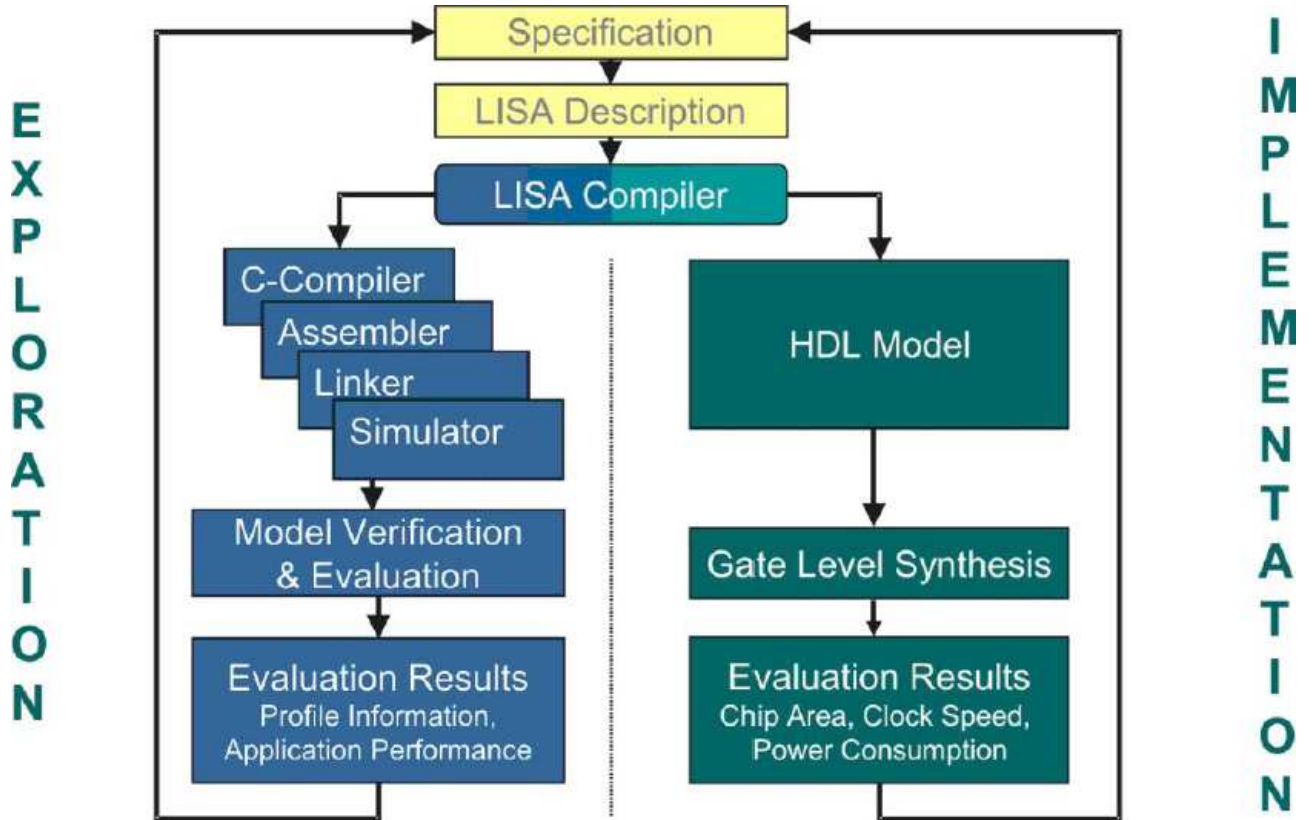 Specification
LISA Description
LISA Compiler
EXPLORATION
C-Compiler
Assembler
Linker
Simulator
Model Verification
& Evaluation
Evaluation Results
Profile Information,
Application Performance
HDL Model
Gate Level Synthesis
Evaluation Results
Chip Area, Clock Speed,
Power Consumption
IMPLEMENTATION